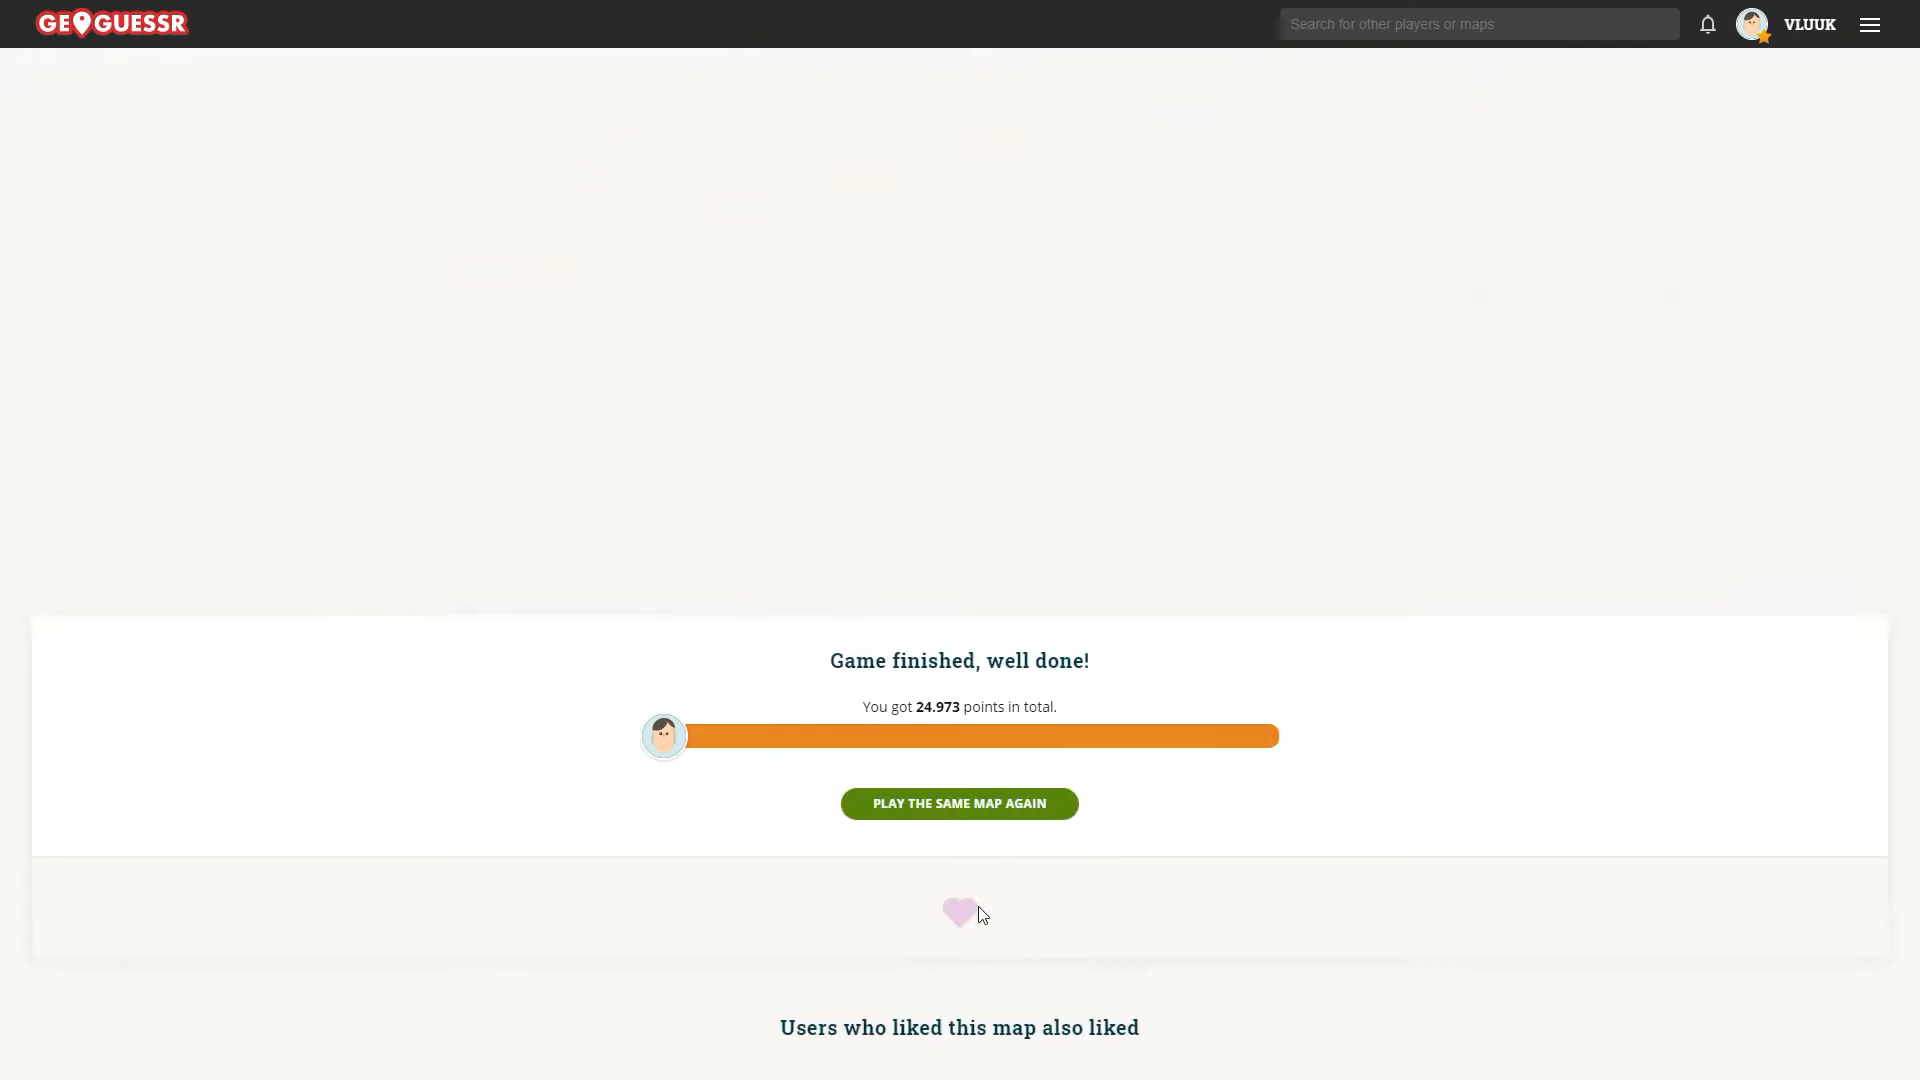 GEOGUESSR
Search for other players or maps
VLUUK
Game finished, well done!
You got 24.973 points in total.
PLAY THE SAME MAP AGAIN
Users who liked this map also liked